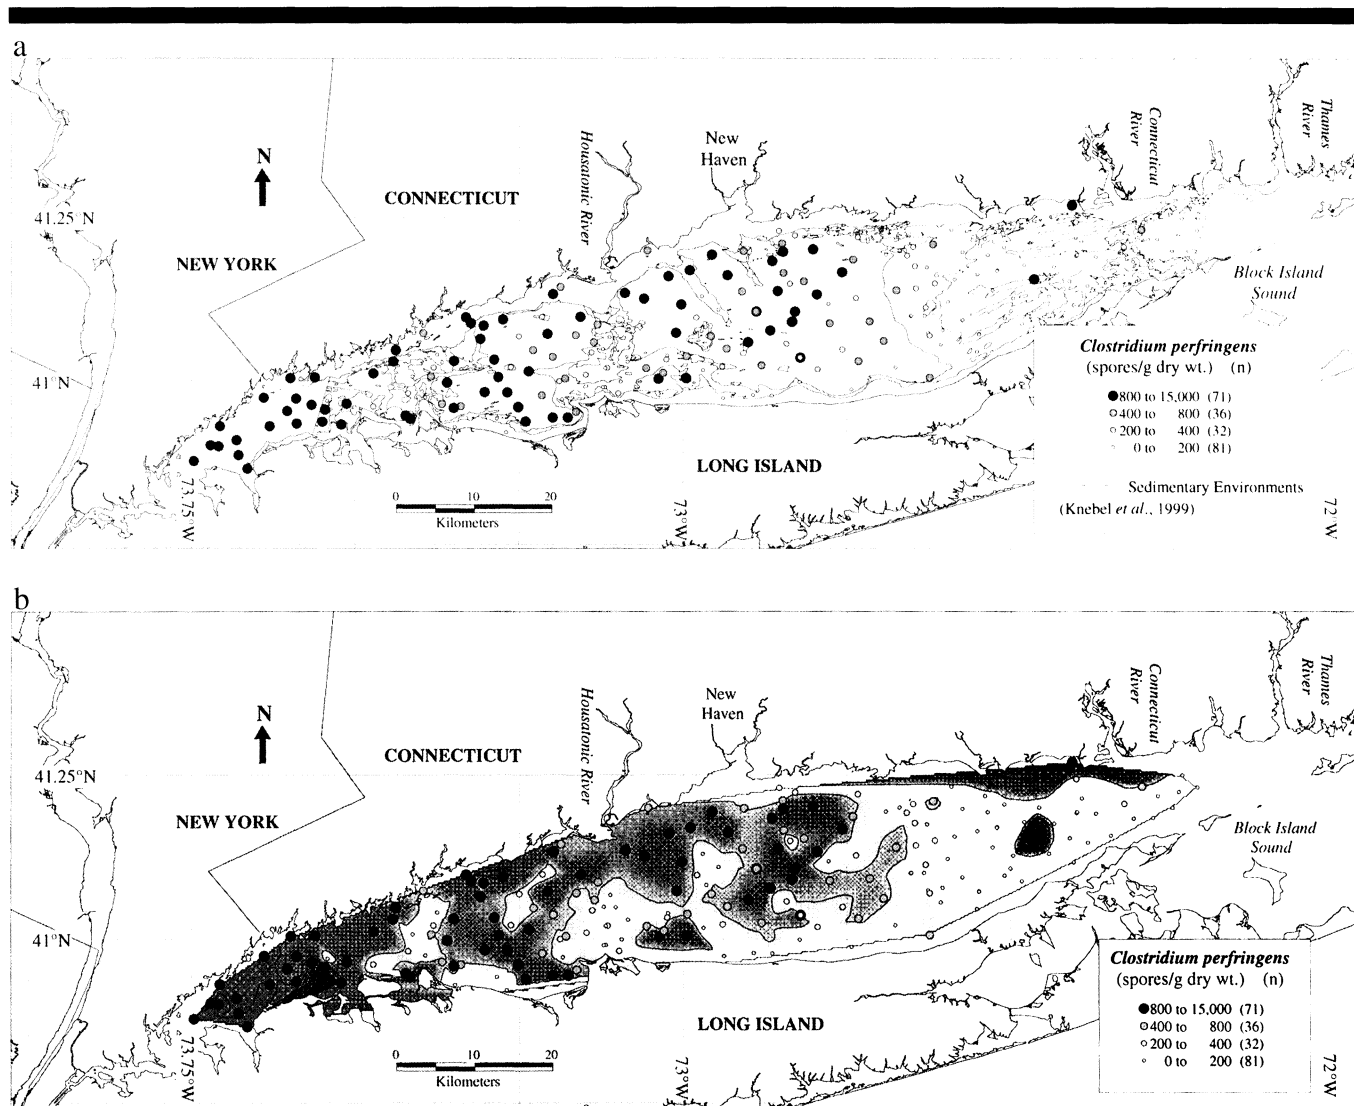 a
N
CONNECTICUT
NEW YORK
41.25°N
41°N
Housatonic River
New
Haven
Connecticut
River
Thames
River
Block Island
Sound
LONG ISLAND
73.75°W
73°W
72°W
0 10 20
Kilometers
Clostridium perfringens
(spores/g dry wt.) (n)
800 to 15,000 (71)
400 to 800 (36)
200 to 400 (32)
0 to 200 (81)
Sedimentary Environments
(Knebel et al., 1999)
b
N
CONNECTICUT
NEW YORK
41.25°N
41°N
Housatonic River
New
Haven
Connecticut
River
Thames
River
Block Island
Sound
LONG ISLAND
73.75°W
73°W
72°W
0 10 20
Kilometers
Clostridium perfringens
(spores/g dry wt.) (n)
800 to 15,000 (71)
400 to 800 (36)
200 to 400 (32)
0 to 200 (81)